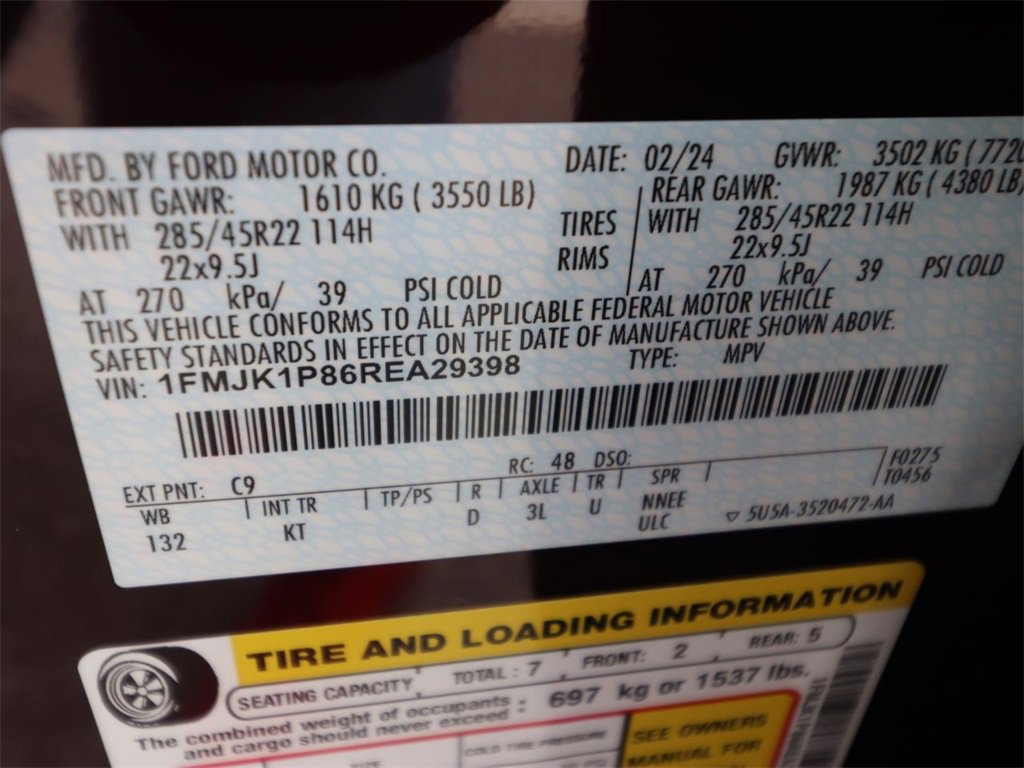 MFD. BY FORD MOTOR CO. DATE: 02/24 GVWR: 3502 KG ( 7720
FRONT GAWR: 1610 KG ( 3550 LB) REAR GAWR: 1987 KG ( 4380 LB)
WITH 285/45R22 114H TIRES WITH 285/45R22 114H
22x9.5J RIMS 22x9.5J
AT 270 kPa/ 39 PSI COLD AT 270 kPa/ 39 PSI COLD
THIS VEHICLE CONFORMS TO ALL APPLICABLE FEDERAL MOTOR VEHICLE
SAFETY STANDARDS IN EFFECT ON THE DATE OF MANUFACTURE SHOWN ABOVE.
VIN: 1FMJK1P86REA29398 TYPE: MPV
EXT PNT: C9 RC: 48 DSO: F0275
WB INT TR TP/PS R AXLE TR SPR T0456
132 KT D 3L U NNEE
ULC ▽ 5U5A-3520472-AA
TIRE AND LOADING INFORMATION
SEATING CAPACITY TOTAL : 7 FRONT: 2 REAR: 5
The combined weight of occupants : 697 kg or 1537 lbs.
and cargo should never exceed
SIZE COLD TIRE PRESSURE SEE OWNERS
MANUAL FOR